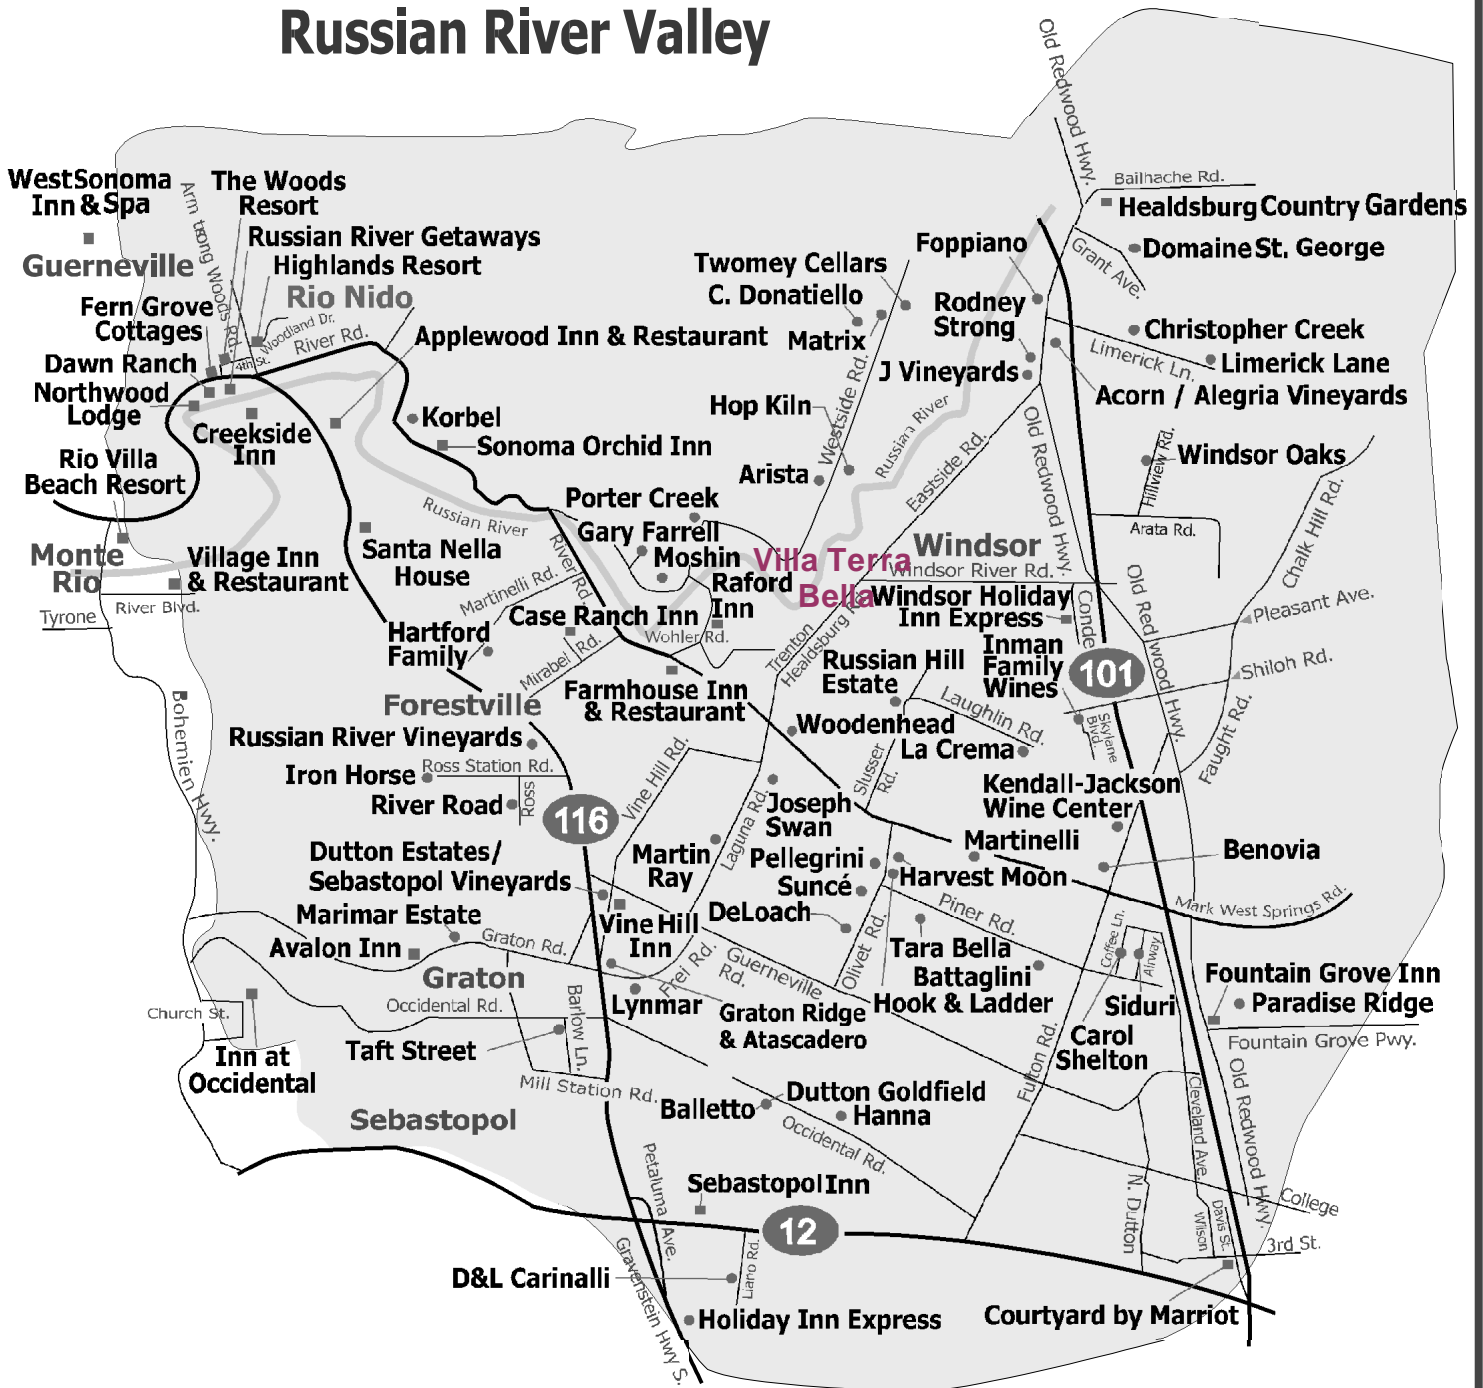 Russian River Valley
Old Redwood Hwy.
Bailhache Rd.
WestSonoma
Inn & Spa
Armstrong Woods Rd.
The Woods
Resort
Healdsburg Country Gardens
Russian River Getaways
Foppiano
Grant Ave.
Domaine St. George
Guerneville
Highlands Resort
Twomey Cellars
Rio Nido
C. Donatiello
Rodney
Strong
Fern Grove
Cottages
Woodland Dr.
River Rd.
4th St.
Applewood Inn & Restaurant
Matrix
Christopher Creek
Limerick Ln.
Limerick Lane
Dawn Ranch
Westside Rd.
J Vineyards
Northwood
Lodge
Acorn / Alegria Vineyards
Hop Kiln
Russian River
Korbel
Creekside
Inn
Sonoma Orchid Inn
Eastside Rd.
Old Redwood Hwy.
Hillview Rd.
Windsor Oaks
Rio Villa
Beach Resort
Arista
Chalk Hill Rd.
Porter Creek
Russian River
Arata Rd.
Gary Farrell
Moshin
Villa Terra
Bella
Windsor
Windsor River Rd.
Monte
Rio
Village Inn
& Restaurant
Santa Nella
House
River Rd.
Martinelli Rd.
Raford
Inn
Windsor Holiday
Inn Express
Conde
Old Redwood Hwy.
Pleasant Ave.
Tyrone
River Blvd.
Case Ranch Inn
Wohler Rd.
Trenton
Healdsburg Rd.
Hartford
Family
Mirabel Rd.
Russian Hill
Estate
Inman
Family
Wines
101
Shiloh Rd.
Farmhouse Inn
& Restaurant
Bohemien Hwy.
Forestville
Laughlin Rd.
Skylane
Blvd.
Faught Rd.
Russian River Vineyards
Woodenhead
La Crema
Vine Hill Rd.
Iron Horse
Ross Station Rd.
Slusser
Rd.
Kendall-Jackson
Wine Center
River Road
Ross
116
Laguna Rd.
Joseph
Swan
Martinelli
Benovia
Dutton Estates/
Sebastopol Vineyards
Martin
Ray
Pellegrini
Suncé
Harvest Moon
Mark West Springs Rd.
Marimar Estate
Vine Hill
Inn
DeLoach
Piner Rd.
Coffee Ln.
Airway
Avalon Inn
Graton Rd.
Frei Rd.
Guerneville
Rd.
Olivet Rd.
Tara Bella
Battaglini
Graton
Hook & Ladder
Siduri
Fountain Grove Inn
Paradise Ridge
Church St.
Occidental Rd.
Lynmar
Graton Ridge
& Atascadero
Carol
Shelton
Fountain Grove Pwy.
Barlow Ln.
Taft Street
Inn at
Occidental
Mill Station Rd.
Fulton Rd.
Cleveland Ave.
Old Redwood Hwy.
Dutton Goldfield
Balletto
Hanna
Sebastopol
Occidental Rd.
Petaluma Ave.
Sebastopol Inn
N. Dutton
Wilson
Davis St.
College
12
3rd St.
Gravenstein Hwy S.
D&L Carinalli
Llano Rd.
Holiday Inn Express
Courtyard by Marriot